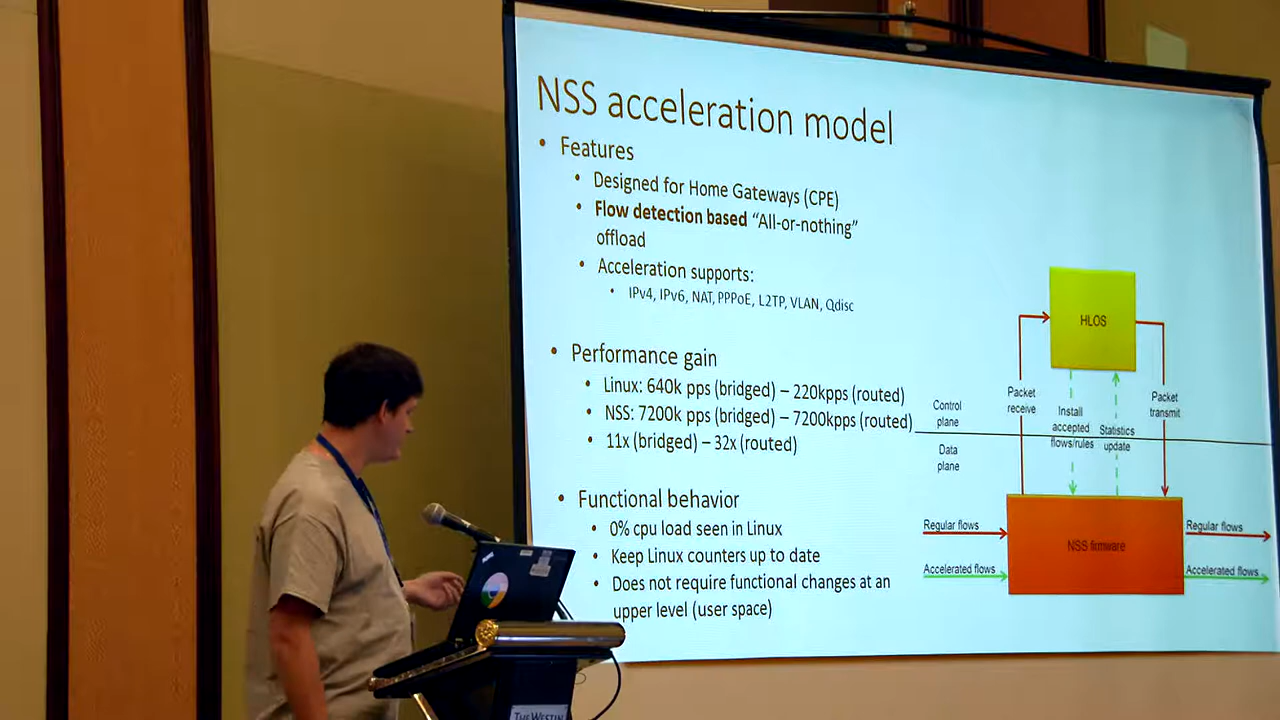 NSS acceleration model
• Features
• Designed for Home Gateways (CPE)
• Flow detection based “All-or-nothing”
offload
• Acceleration supports:
• IPv4, IPv6, NAT, PPPoE, L2TP, VLAN, Qdisc
• Performance gain
• Linux: 640k pps (bridged) – 220kpps (routed)
• NSS: 7200k pps (bridged) – 7200kpps (routed)
• 11x (bridged) – 32x (routed)
• Functional behavior
• 0% cpu load seen in Linux
• Keep Linux counters up to date
• Does not require functional changes at an
upper level (user space)
HLOS
Packet
receive
Install
accepted
flows/rules
Statistics
update
Packet
transmit
Control
plane
Data
plane
Regular flows
Accelerated flows
NSS firmware
Regular flows
Accelerated flows
THE WESTIN